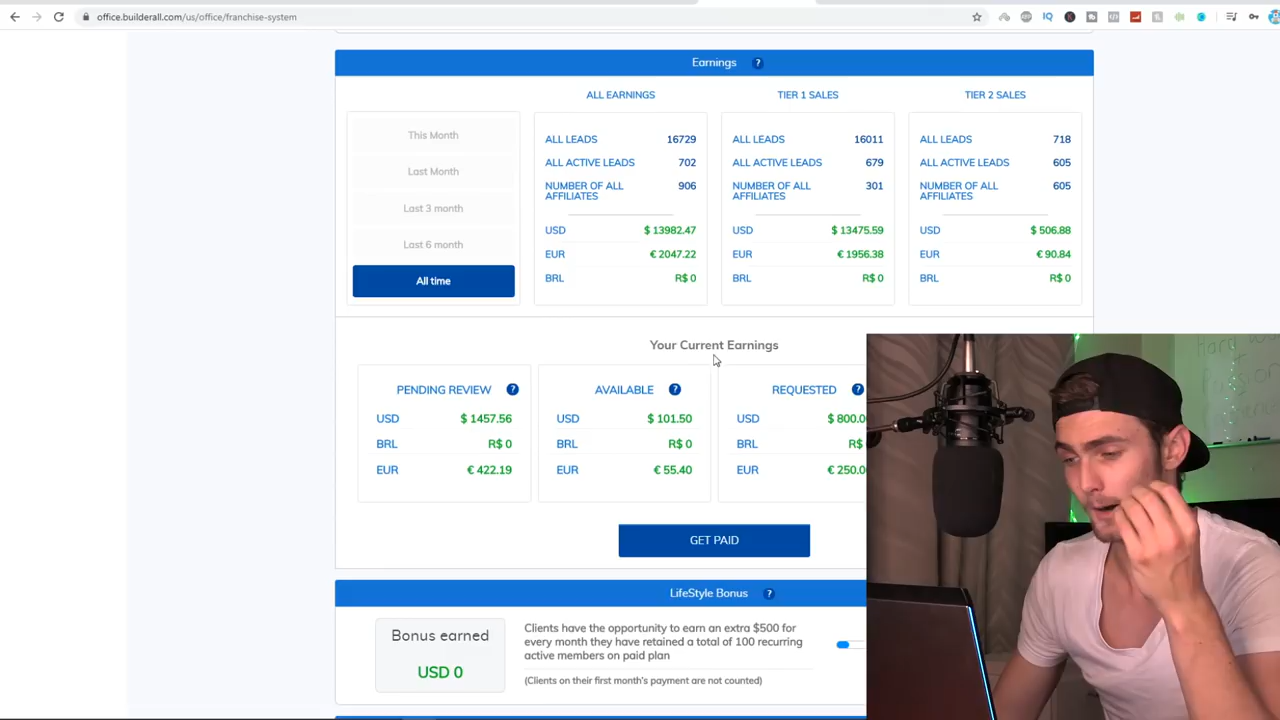 office.builderall.com/us/office/franchise-system
IQ
Earnings ?
ALL EARNINGS
TIER 1 SALES
TIER 2 SALES
This Month
Last Month
Last 3 month
Last 6 month
All time
ALL LEADS 16729
ALL ACTIVE LEADS 702
NUMBER OF ALL 906
AFFILIATES
USD $ 13982.47
EUR € 2047.22
BRL R$ 0
ALL LEADS 16011
ALL ACTIVE LEADS 679
NUMBER OF ALL 301
AFFILIATES
USD $ 13475.59
EUR € 1956.38
BRL R$ 0
ALL LEADS 718
ALL ACTIVE LEADS 605
NUMBER OF ALL 605
AFFILIATES
USD $ 506.88
EUR € 90.84
BRL R$ 0
Your Current Earnings
PENDING REVIEW ?
USD $ 1457.56
BRL R$ 0
EUR € 422.19
AVAILABLE ?
USD $ 101.50
BRL R$ 0
EUR € 55.40
REQUESTED ?
USD $ 800.0
BRL R$
EUR € 250.0
GET PAID
LifeStyle Bonus ?
Bonus earned
USD 0
Clients have the opportunity to earn an extra $500 for
every month they have retained a total of 100 recurring
active members on paid plan
(Clients on their first month's payment are not counted)